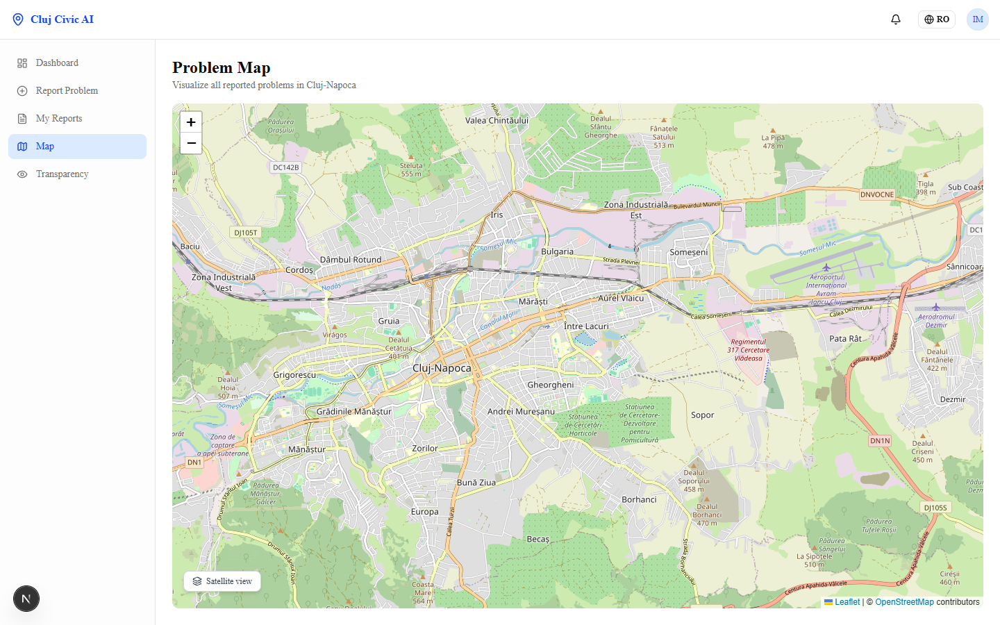 Cluj Civic AI
RO
IM
Dashboard
Report Problem
My Reports
Map
Transparency
Problem Map
Visualize all reported problems in Cluj-Napoca
+
−
Pădurea
Orașului
Valea Chintăului
Dealul
Sfântu
Gheorghe
Fânațele
Satului
513 m
La Pipă
478 m
DC142B
Steluța
555 m
Tigla
398 m
Sub Coast
DNVOCNE
Zona Industrială
Est
Bulevardul Muncii
Iris
DJ105T
DC1
Baciu
Someșul Mic
Bulgaria
Someșeni
Someșul Mic
Dâmbul Rotund
Strada Plevnei
Cordoș
Sânnicoara
Zona Industrială
Vest
Nadăș
Aeroportul
Internațional
Avram
Iancu Cluj
Mărăști
Aurel Vlaicu
Calea Someșeni
Calea Dezmirului
Aerodromul
Dezmir
Gruia
Canalul Morii
Între Lacuri
Virágos
Dealul
Cetățuia
401 m
Pata Rât
Regimentul
317 Cercetare
Vlădeasa
Centura Apahida-Vâlcele
Dealul
Fântânele
422 m
Cluj-Napoca
Grigorescu
Dealul
Hoia
507 m
Gheorgheni
Someșul Mic
Dezmir
Grădinile Mănăștur
Andrei Mureșanu
Stațiunea
de Cercetări
Horticole
Stațiunea
de Cercetare-
Dezvoltare
pentru
Pomicultură
Sopor
Zona de
captare
a apei subterane
DN1
Mănăștur
Zorilor
DN1N
Dealul
Crișeni
450 m
Bună Ziua
Dealul
Soporului
458 m
Pădurea
Mănăștur-
Gălcer
Drumul Sfântul Ioan
Borhanci
Dealul
Borhanci
470 m
Europa
Calea Turzii
DJ105S
Pădurea
Tufele Roșii
Becaș
Pădurea
Sângelui
La Șipotele
510 m
Drumul Sfântul Ioan
Strada Borhanciului
Centura Apahida-Vâlcele
Centura Apahida-Vâlcele
Cireșii
460 m
Coasta
Mare
564 m
Satellite view
N
Leaflet | © OpenStreetMap contributors